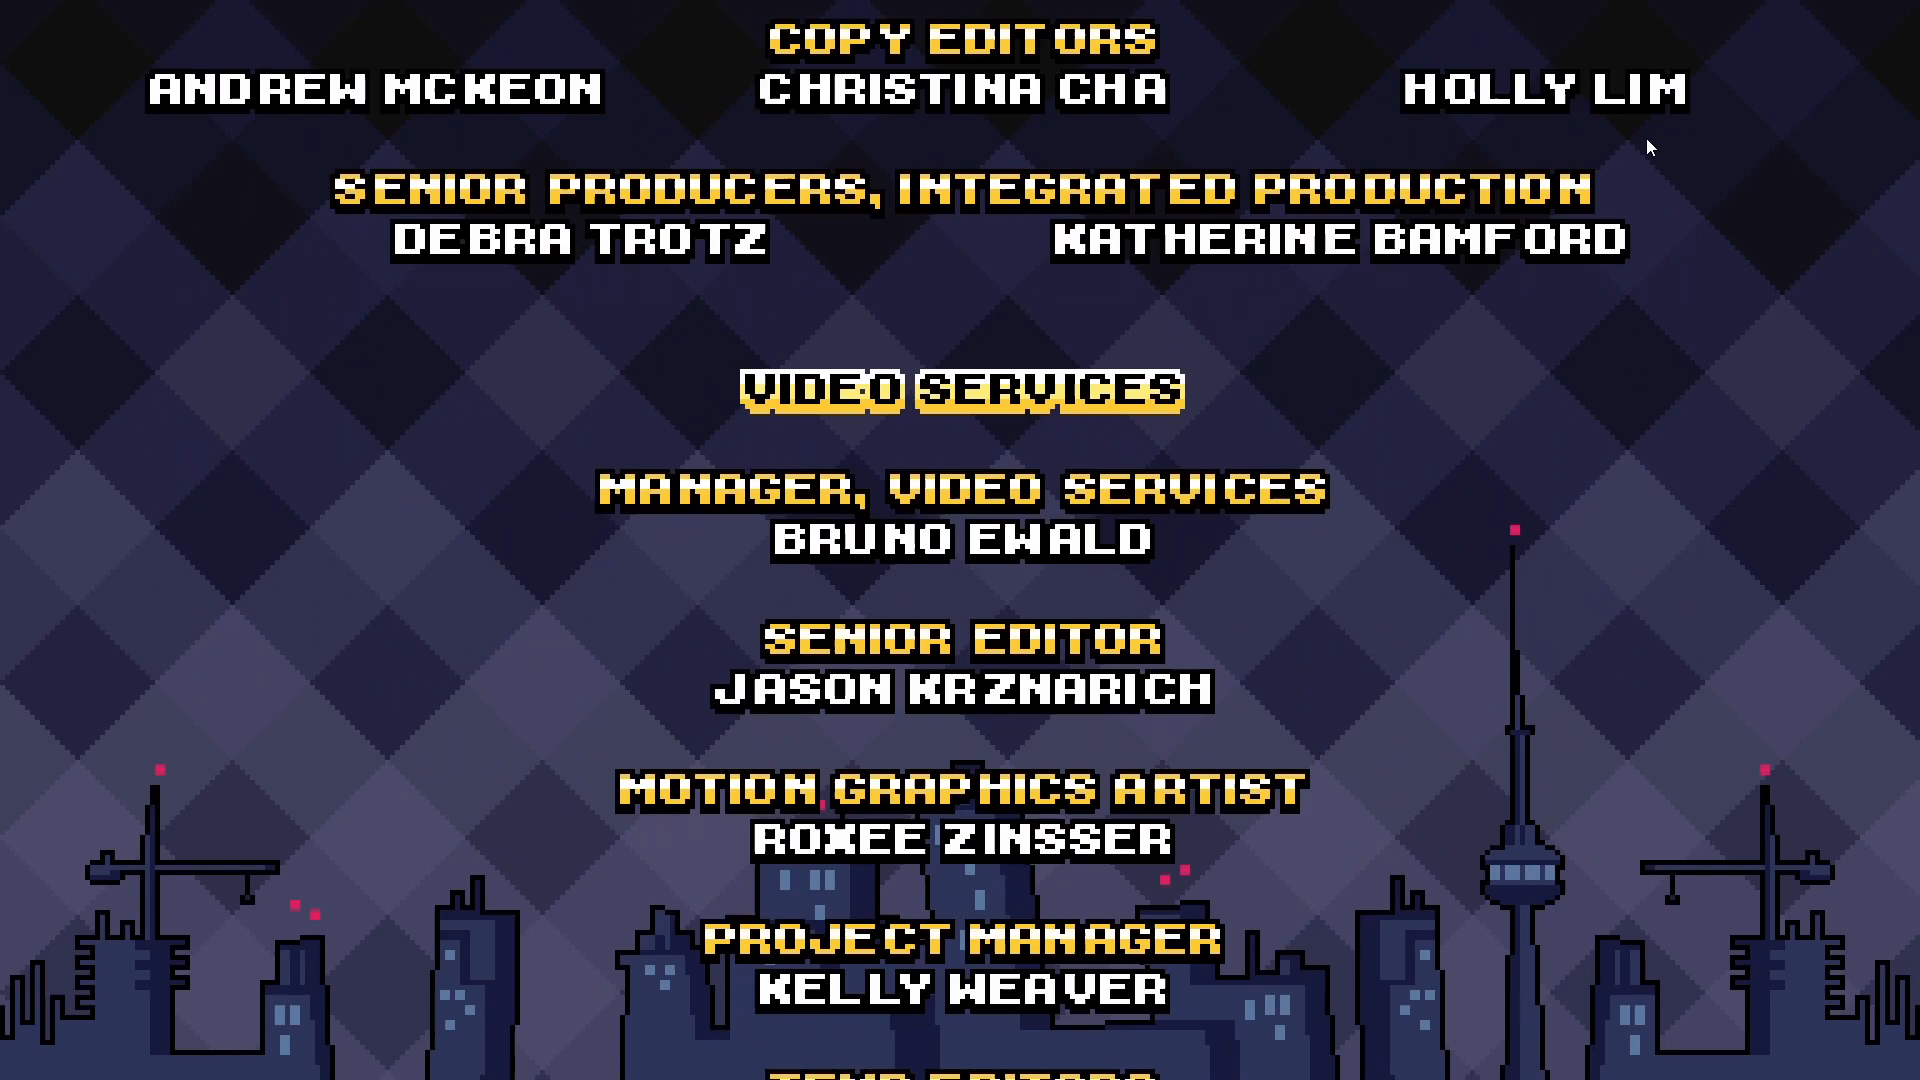 COPY EDITORS
ANDREW MCKEON CHRISTINA CHA HOLLY LIM
SENIOR PRODUCERS, INTEGRATED PRODUCTION
DEBRA TROTZ KATHERINE BAMFORD
VIDEO SERVICES
MANAGER, VIDEO SERVICES
BRUNO EWALD
SENIOR EDITOR
JASON KRZNARICH
MOTION GRAPHICS ARTIST
ROXEE ZINSSER
PROJECT MANAGER
KELLY WEAVER